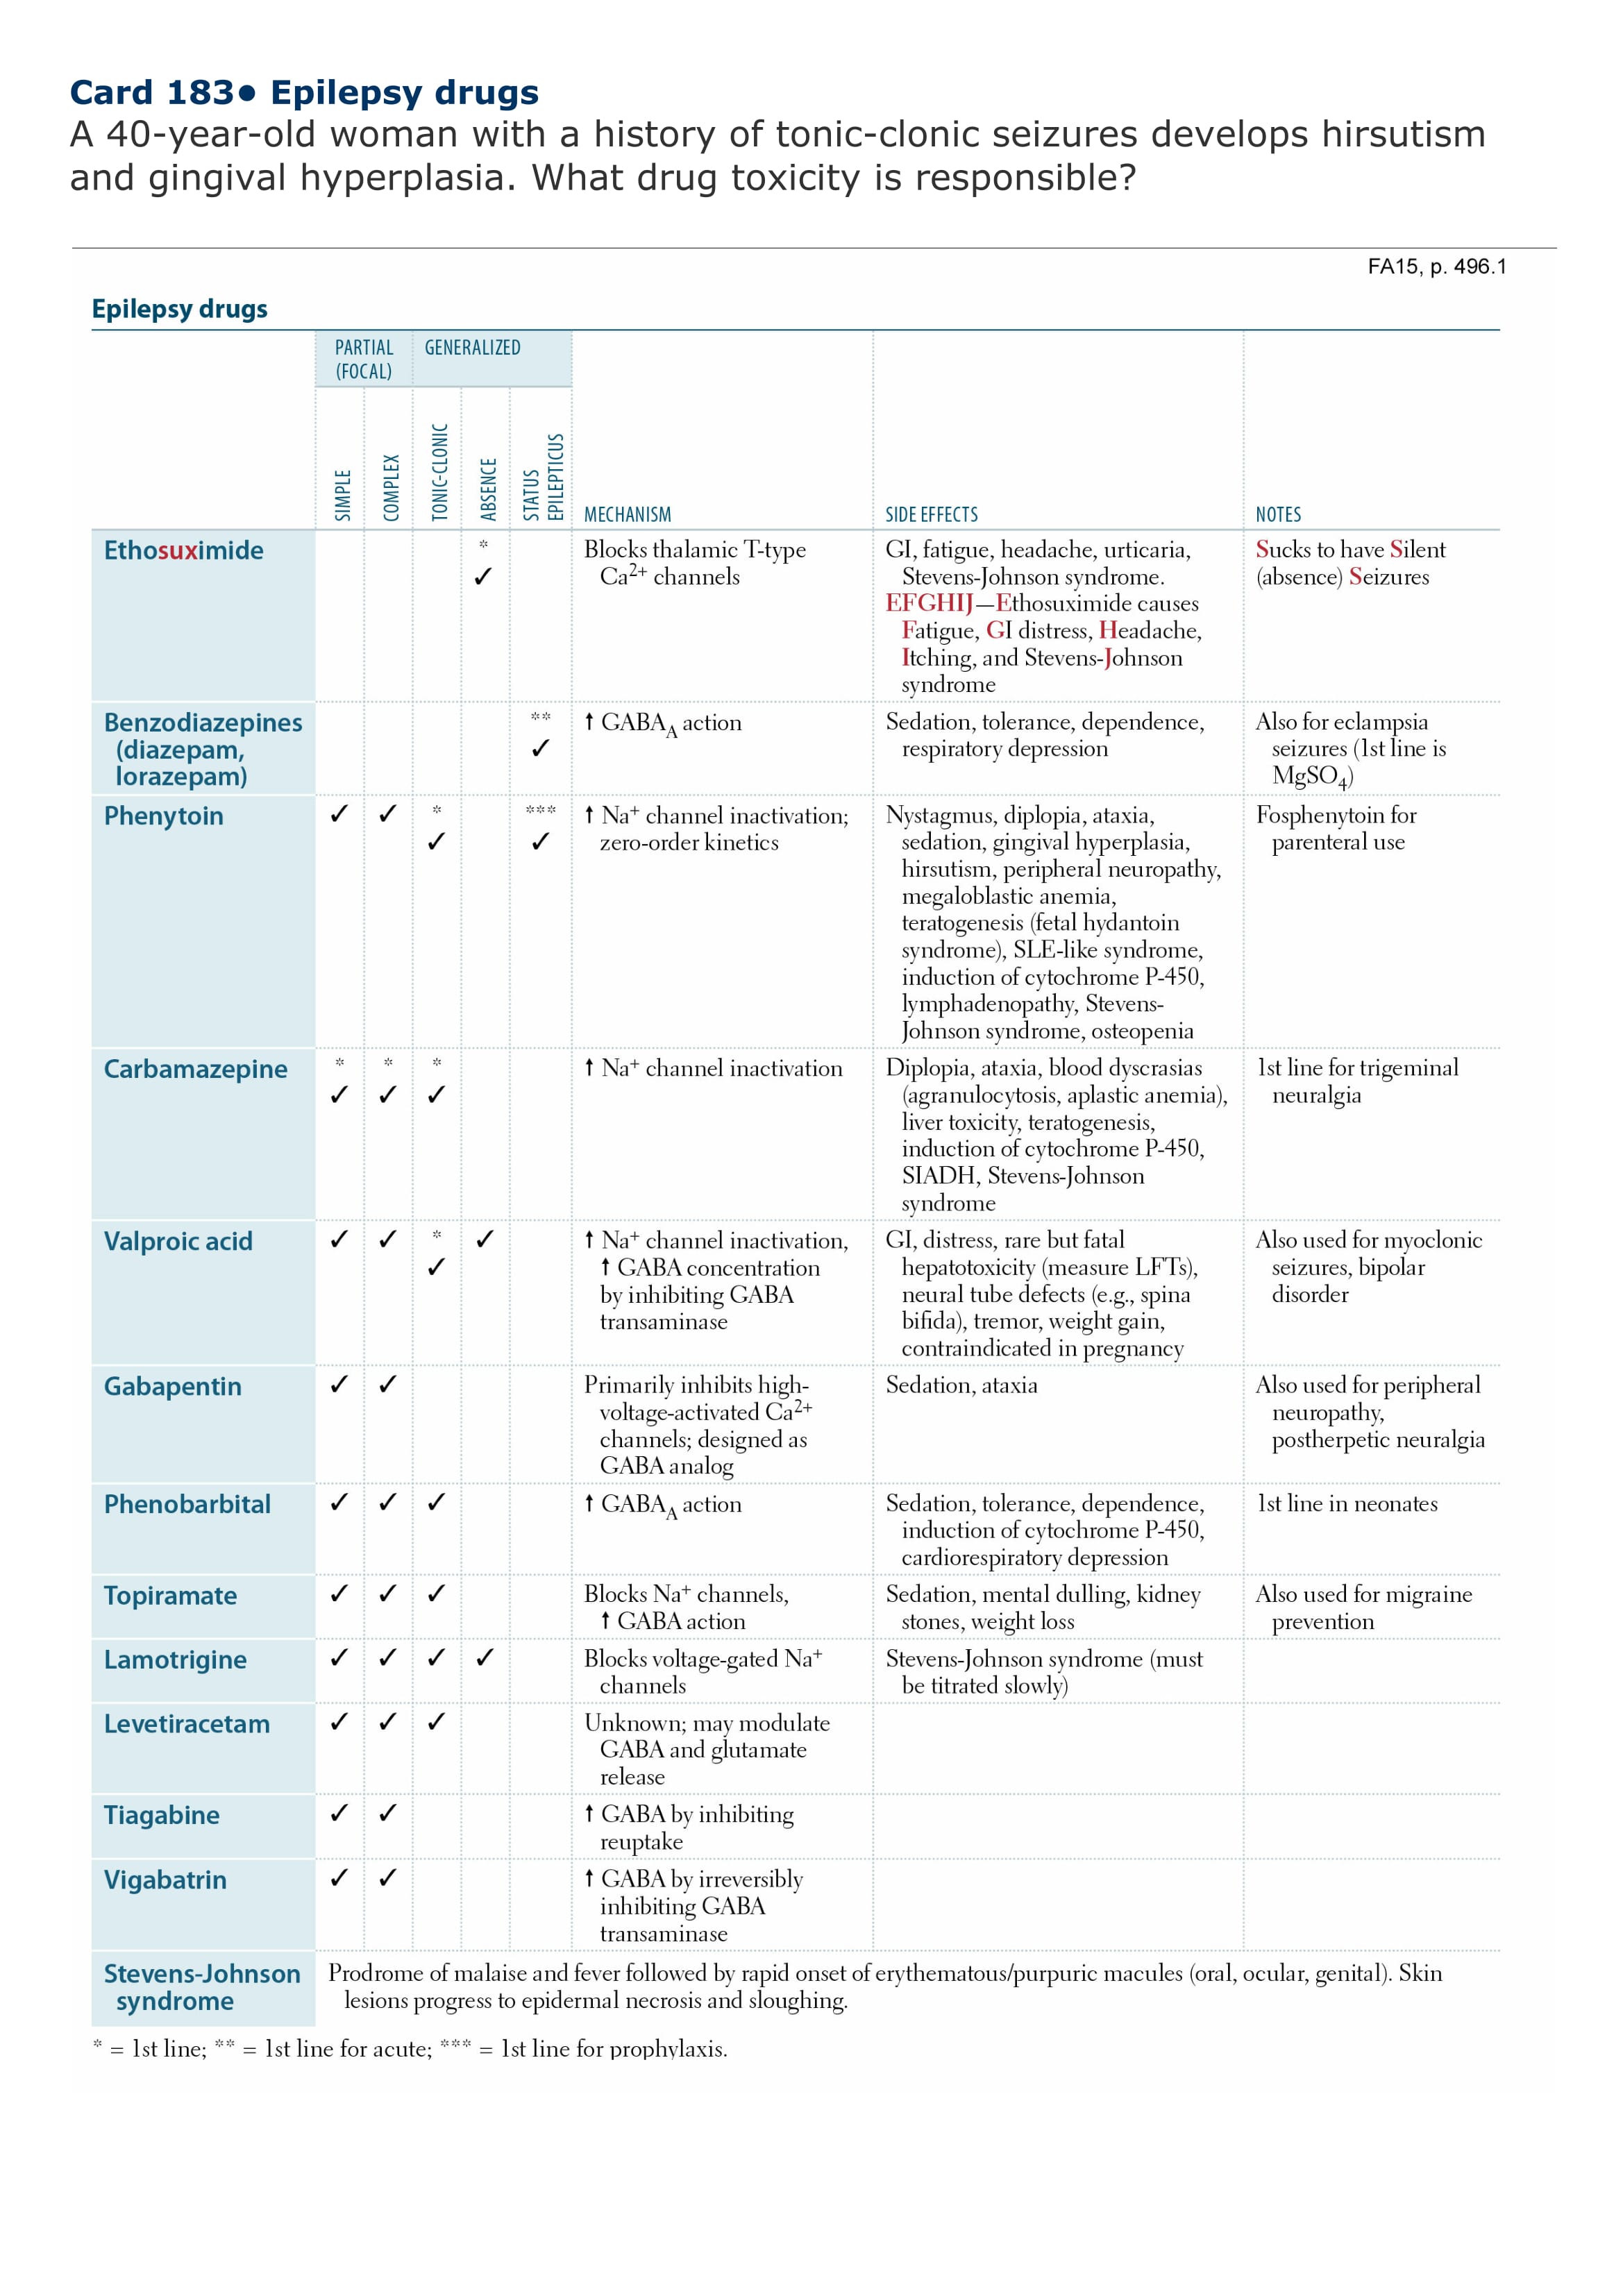 Card 183• Epilepsy drugs
A 40-year-old woman with a history of tonic-clonic seizures develops hirsutism
and gingival hyperplasia. What drug toxicity is responsible?
FA15, p. 496.1
Epilepsy drugs
PARTIAL
(FOCAL)
GENERALIZED
SIMPLE
COMPLEX
TONIC-CLONIC
ABSENCE
STATUS
EPILEPTICUS
MECHANISM
SIDE EFFECTS
NOTES
Ethosuximide
*
✓
Blocks thalamic T-type
Ca2+ channels
GI, fatigue, headache, urticaria,
Stevens-Johnson syndrome.
EFGHIJ—Ethosuximide causes
Fatigue, GI distress, Headache,
Itching, and Stevens-Johnson
syndrome
Sucks to have Silent
(absence) Seizures
Benzodiazepines
(diazepam,
lorazepam)
**
✓
↑ GABAA action
Sedation, tolerance, dependence,
respiratory depression
Also for eclampsia
seizures (1st line is
MgSO4)
Phenytoin
✓ ✓ * ***
✓ ✓
↑ Na+ channel inactivation;
zero-order kinetics
Nystagmus, diplopia, ataxia,
sedation, gingival hyperplasia,
hirsutism, peripheral neuropathy,
megaloblastic anemia,
teratogenesis (fetal hydantoin
syndrome), SLE-like syndrome,
induction of cytochrome P-450,
lymphadenopathy, Stevens-
Johnson syndrome, osteopenia
Fosphenytoin for
parenteral use
Carbamazepine
* * *
✓ ✓ ✓
↑ Na+ channel inactivation
Diplopia, ataxia, blood dyscrasias
(agranulocytosis, aplastic anemia),
liver toxicity, teratogenesis,
induction of cytochrome P-450,
SIADH, Stevens-Johnson
syndrome
1st line for trigeminal
neuralgia
Valproic acid
✓ ✓ * ✓
✓
↑ Na+ channel inactivation,
↑ GABA concentration
by inhibiting GABA
transaminase
GI, distress, rare but fatal
hepatotoxicity (measure LFTs),
neural tube defects (e.g., spina
bifida), tremor, weight gain,
contraindicated in pregnancy
Also used for myoclonic
seizures, bipolar
disorder
Gabapentin
✓ ✓
Primarily inhibits high-
voltage-activated Ca2+
channels; designed as
GABA analog
Sedation, ataxia
Also used for peripheral
neuropathy,
postherpetic neuralgia
Phenobarbital
✓ ✓ ✓
↑ GABAA action
Sedation, tolerance, dependence,
induction of cytochrome P-450,
cardiorespiratory depression
1st line in neonates
Topiramate
✓ ✓ ✓
Blocks Na+ channels,
↑ GABA action
Sedation, mental dulling, kidney
stones, weight loss
Also used for migraine
prevention
Lamotrigine
✓ ✓ ✓ ✓
Blocks voltage-gated Na+
channels
Stevens-Johnson syndrome (must
be titrated slowly)
Levetiracetam
✓ ✓ ✓
Unknown; may modulate
GABA and glutamate
release
Tiagabine
✓ ✓
↑ GABA by inhibiting
reuptake
Vigabatrin
✓ ✓
↑ GABA by irreversibly
inhibiting GABA
transaminase
Stevens-Johnson
syndrome
Prodrome of malaise and fever followed by rapid onset of erythematous/purpuric macules (oral, ocular, genital). Skin
lesions progress to epidermal necrosis and sloughing.
* = 1st line; ** = 1st line for acute; *** = 1st line for prophylaxis.